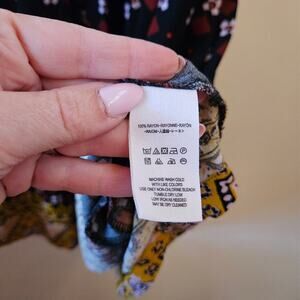 100% RAYON•RAYONNE•RAYÓN
MACHINE WASH COLD
WITH LIKE COLORS
USE ONLY NON-CHLORINE BLEACH
TUMBLE DRY LOW
LOW IRON AS NEEDED
MAY BE DRY CLEANED